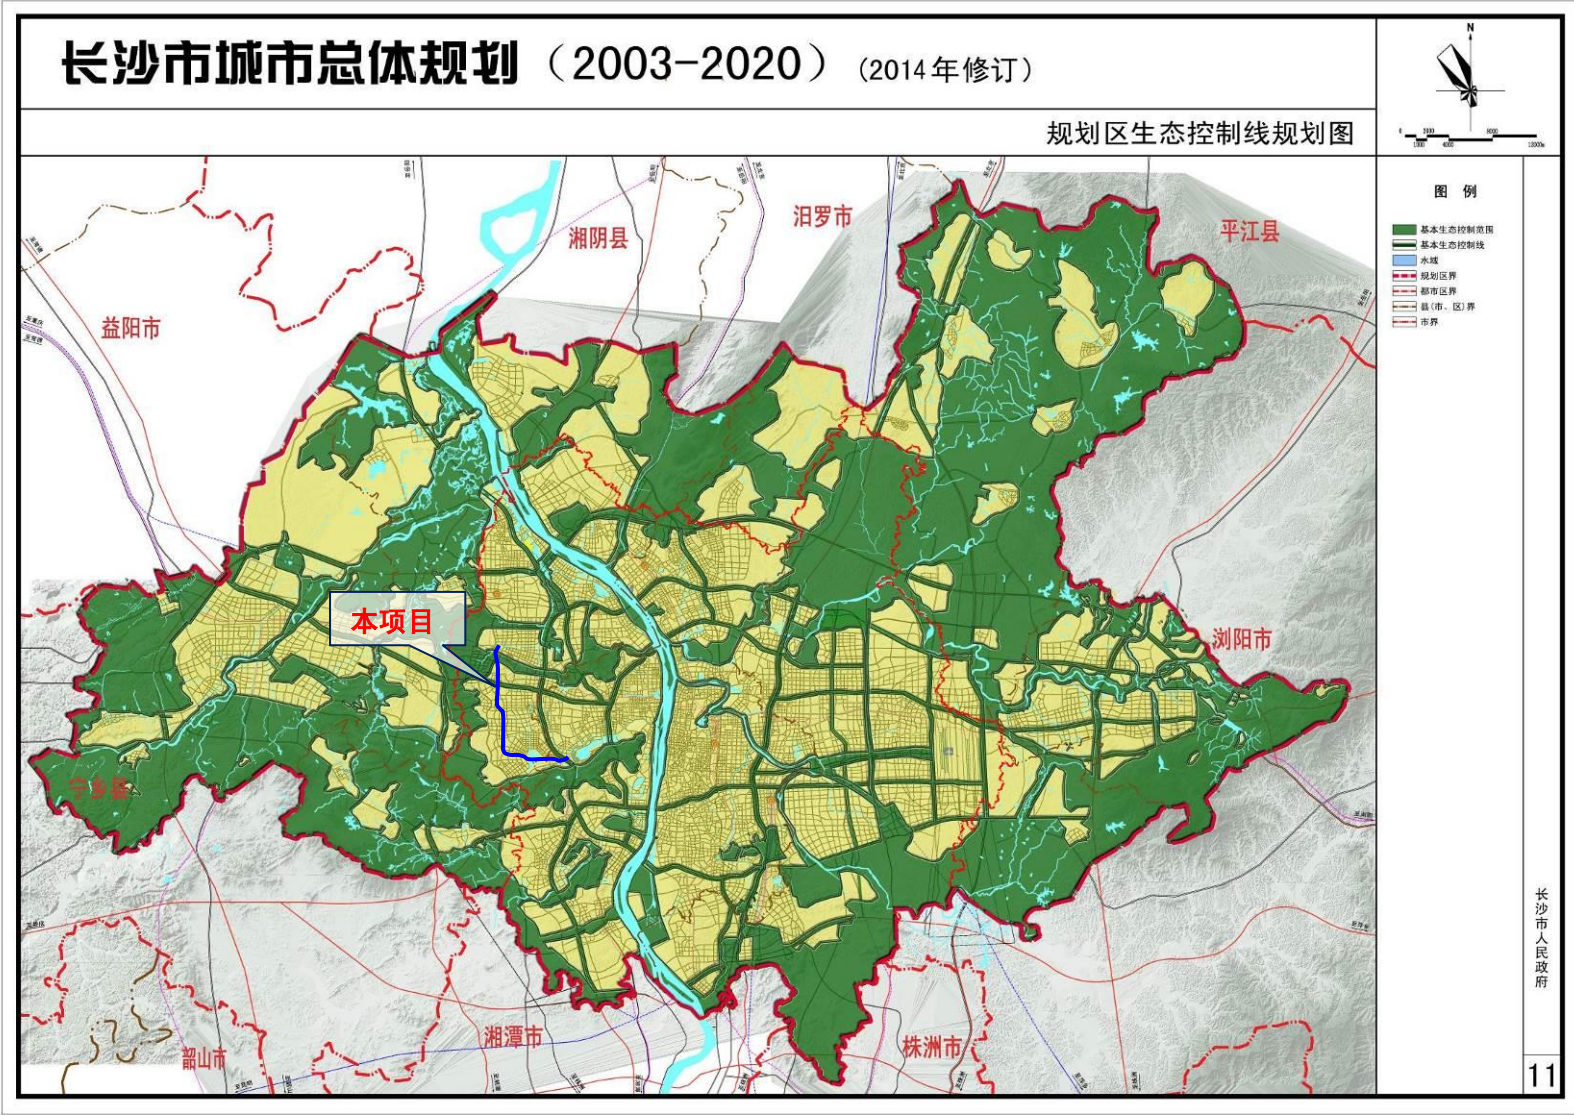 长沙市城市总体规划（2003-2020）（2014年修订）
规划区生态控制线规划图
N
图 例
基本生态控制范围
基本生态控制线
水域
规划区界
都市区界
县(市、区)界
市界
湘阴县
汨罗市
平江县
益阳市
本项目
浏阳市
宁乡县
韶山市
湘潭市
株洲市
长沙市人民政府
11